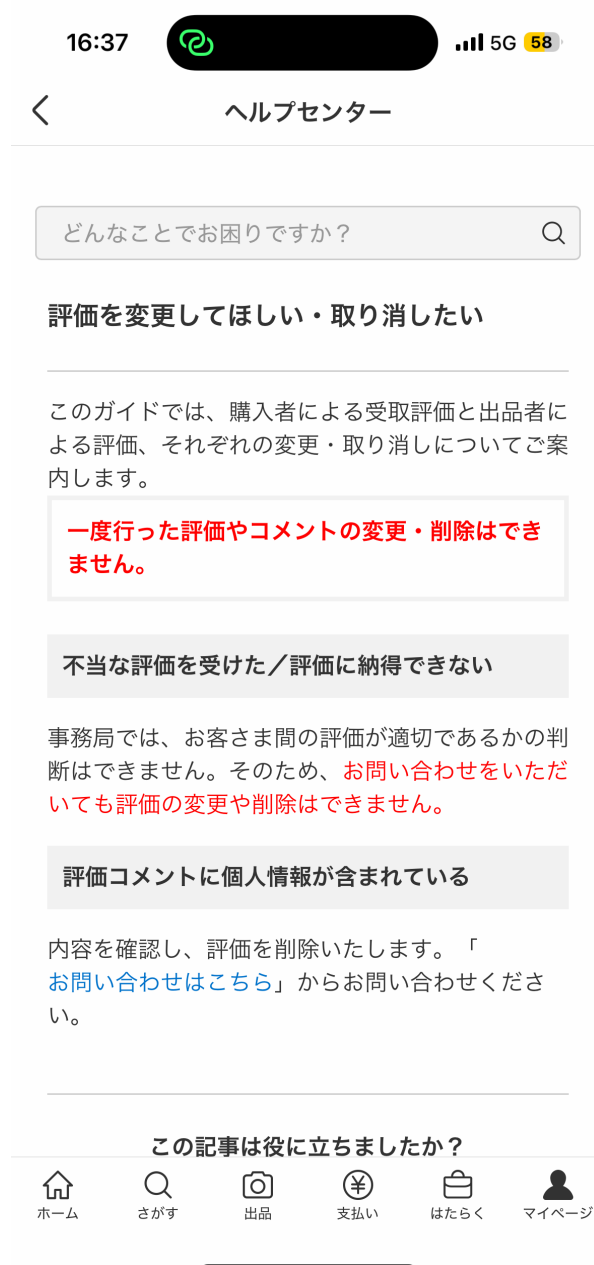 16:37
5G 58
ヘルプセンター
どんなことでお困りですか？
評価を変更してほしい・取り消したい
このガイドでは、購入者による受取評価と出品者に
よる評価、それぞれの変更・取り消しについてご案
内します。
一度行った評価やコメントの変更・削除はでき
ません。
不当な評価を受けた／評価に納得できない
事務局では、お客さま間の評価が適切であるかの判
断はできません。そのため、お問い合わせをいただ
いても評価の変更や削除はできません。
評価コメントに個人情報が含まれている
内容を確認し、評価を削除いたします。「
お問い合わせはこちら」からお問い合わせくださ
い。
この記事は役に立ちましたか？
ホーム さがす 出品 支払い はたらく マイページ